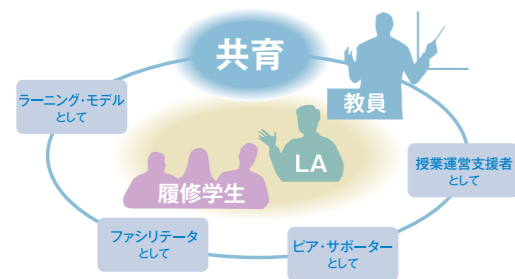 共育
教員
ラーニング・モデル
として
LA
履修学生
授業運営支援者
として
ファシリテータ
として
ピア・サポーター
として